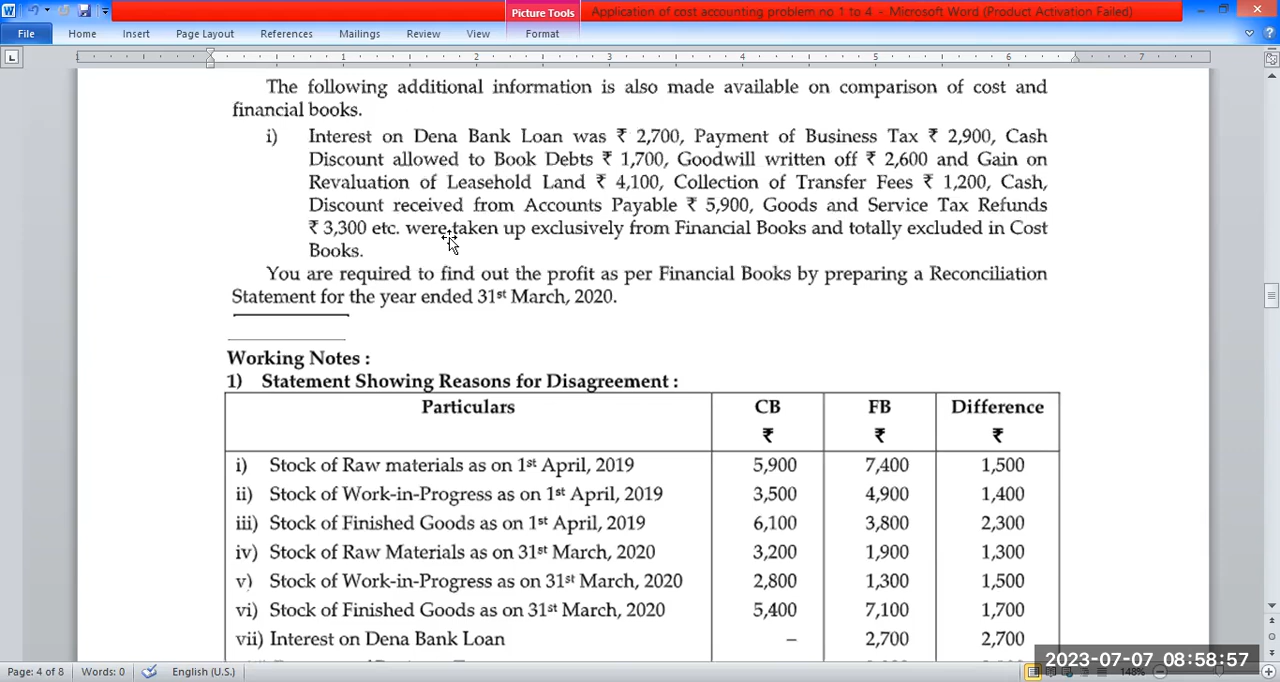 Picture Tools
Application of cost accounting problem no 1 to 4 - Microsoft Word (Product Activation Failed)
File Home Insert Page Layout References Mailings Review View Format
1 1 2 3 4 5 6 7
The following additional information is also made available on comparison of cost and
financial books.
i) Interest on Dena Bank Loan was ₹ 2,700, Payment of Business Tax ₹ 2,900, Cash
Discount allowed to Book Debts ₹ 1,700, Goodwill written off ₹ 2,600 and Gain on
Revaluation of Leasehold Land ₹ 4,100, Collection of Transfer Fees ₹ 1,200, Cash,
Discount received from Accounts Payable ₹ 5,900, Goods and Service Tax Refunds
₹ 3,300 etc. were taken up exclusively from Financial Books and totally excluded in Cost
Books.
You are required to find out the profit as per Financial Books by preparing a Reconciliation
Statement for the year ended 31st March, 2020.
Working Notes :
1) Statement Showing Reasons for Disagreement :
Particulars CB FB Difference
₹ ₹ ₹
i) Stock of Raw materials as on 1st April, 2019 5,900 7,400 1,500
ii) Stock of Work-in-Progress as on 1st April, 2019 3,500 4,900 1,400
iii) Stock of Finished Goods as on 1st April, 2019 6,100 3,800 2,300
iv) Stock of Raw Materials as on 31st March, 2020 3,200 1,900 1,300
v) Stock of Work-in-Progress as on 31st March, 2020 2,800 1,300 1,500
vi) Stock of Finished Goods as on 31st March, 2020 5,400 7,100 1,700
vii) Interest on Dena Bank Loan – 2,700 2,700
2023-07-07 08:58:57
Page: 4 of 8 Words: 0 English (U.S.) 148%